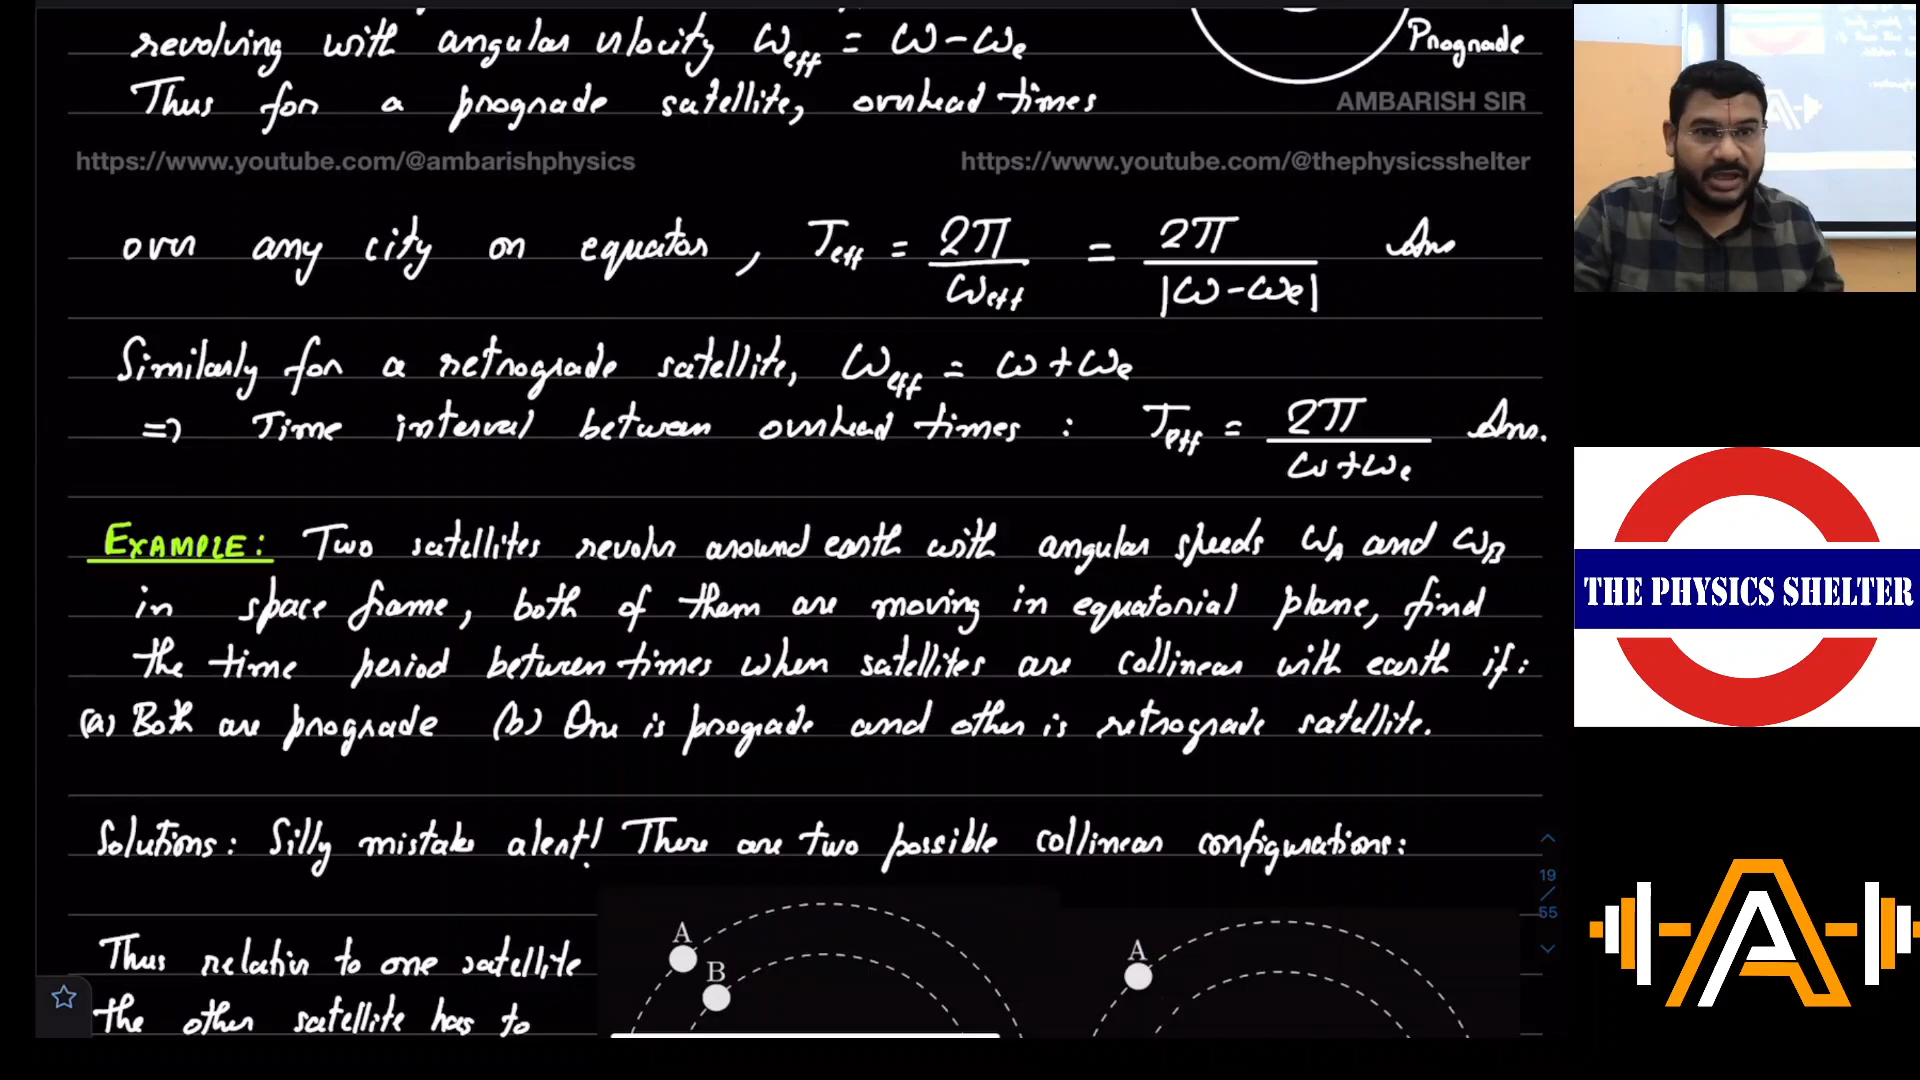 revolving with angular velocity ω_eff = ω - ω_e
Prograde
Thus for a prograde satellite, overhead times
AMBARISH SIR
https://www.youtube.com/@ambarishphysics
https://www.youtube.com/@thephysicsshelter
over any city on equator, T_eff = 2π/ω_eff = 2π/|ω - ω_e| Ans
Similarly for a retrograde satellite, ω_eff = ω + ω_e
⇒ Time interval between overhead times : T_eff = 2π/(ω + ω_e) Ans.
EXAMPLE: Two satellites revolve around earth with angular speeds ω_A and ω_B
in space frame, both of them are moving in equatorial plane, find
the time period between times when satellites are collinear with earth if:
(a) Both are prograde (b) One is prograde and other is retrograde satellite.
Solutions: Silly mistake alert! There are two possible collinear configurations:
Thus relative to one satellite
the other satellite has to
A
B
A
19
/
55
THE PHYSICS SHELTER